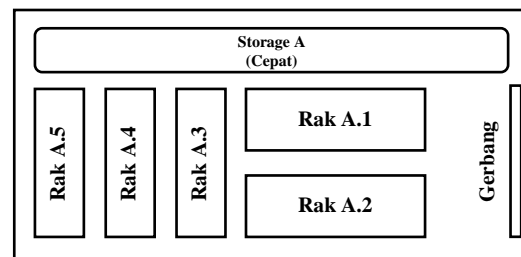 Storage A
(Cepat)
Rak A.5
Rak A.4
Rak A.3
Rak A.1
Rak A.2
Gerbang